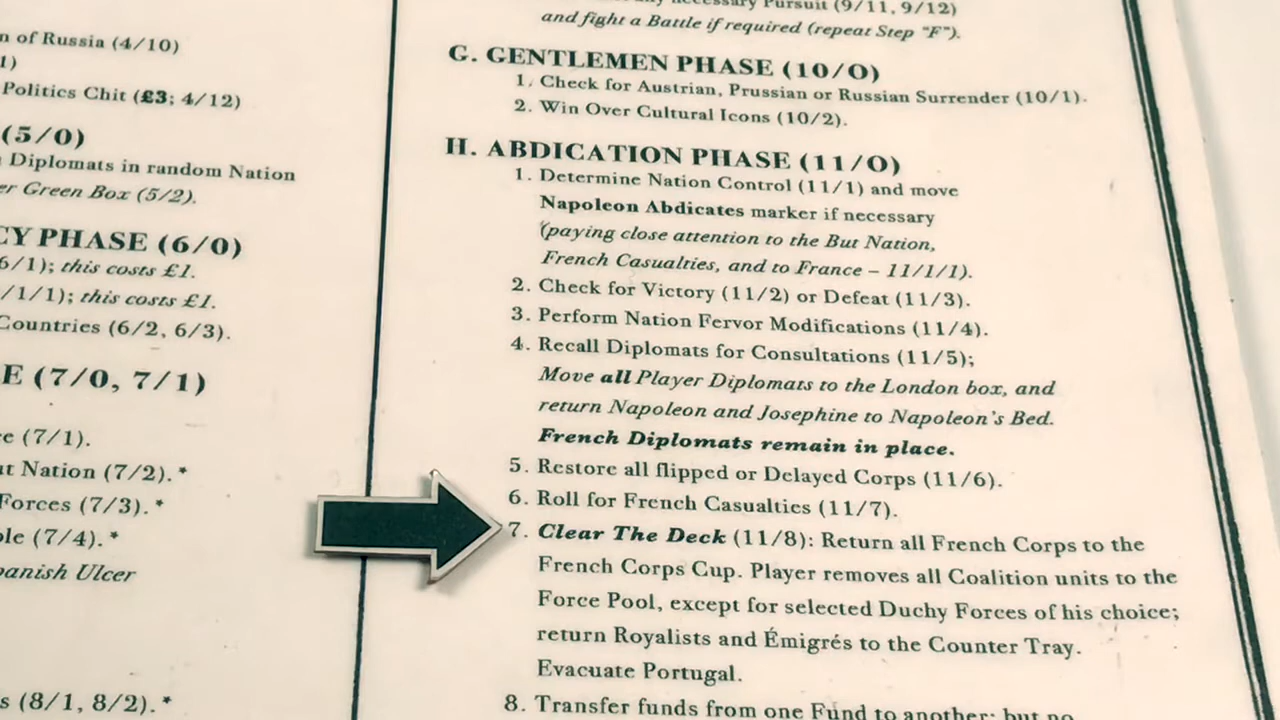 n of Russia (4/10)
1)
Politics Chit (£3; 4/12)
(5/0)
Diplomats in random Nation
er Green Box (5/2).
CY PHASE (6/0)
6/1); this costs £1.
/1/1); this costs £1.
Countries (6/2, 6/3).
E (7/0, 7/1)
ce (7/1).
ut Nation (7/2).*
Forces (7/3).*
ole (7/4).*
panish Ulcer
s (8/1, 8/2).*
necessary Pursuit (9/11, 9/12)
and fight a Battle if required (repeat Step "F").
G. GENTLEMEN PHASE (10/O)
1. Check for Austrian, Prussian or Russian Surrender (10/1).
2. Win Over Cultural Icons (10/2).
H. ABDICATION PHASE (11/O)
1. Determine Nation Control (11/1) and move
Napoleon Abdicates marker if necessary
(paying close attention to the But Nation,
French Casualties, and to France – 11/1/1).
2. Check for Victory (11/2) or Defeat (11/3).
3. Perform Nation Fervor Modifications (11/4).
4. Recall Diplomats for Consultations (11/5);
Move all Player Diplomats to the London box, and
return Napoleon and Josephine to Napoleon's Bed.
French Diplomats remain in place.
5. Restore all flipped or Delayed Corps (11/6).
6. Roll for French Casualties (11/7).
7. Clear The Deck (11/8): Return all French Corps to the
French Corps Cup. Player removes all Coalition units to the
Force Pool, except for selected Duchy Forces of his choice;
return Royalists and Émigrés to the Counter Tray.
Evacuate Portugal.
8. Transfer funds from one Fund to another; but no